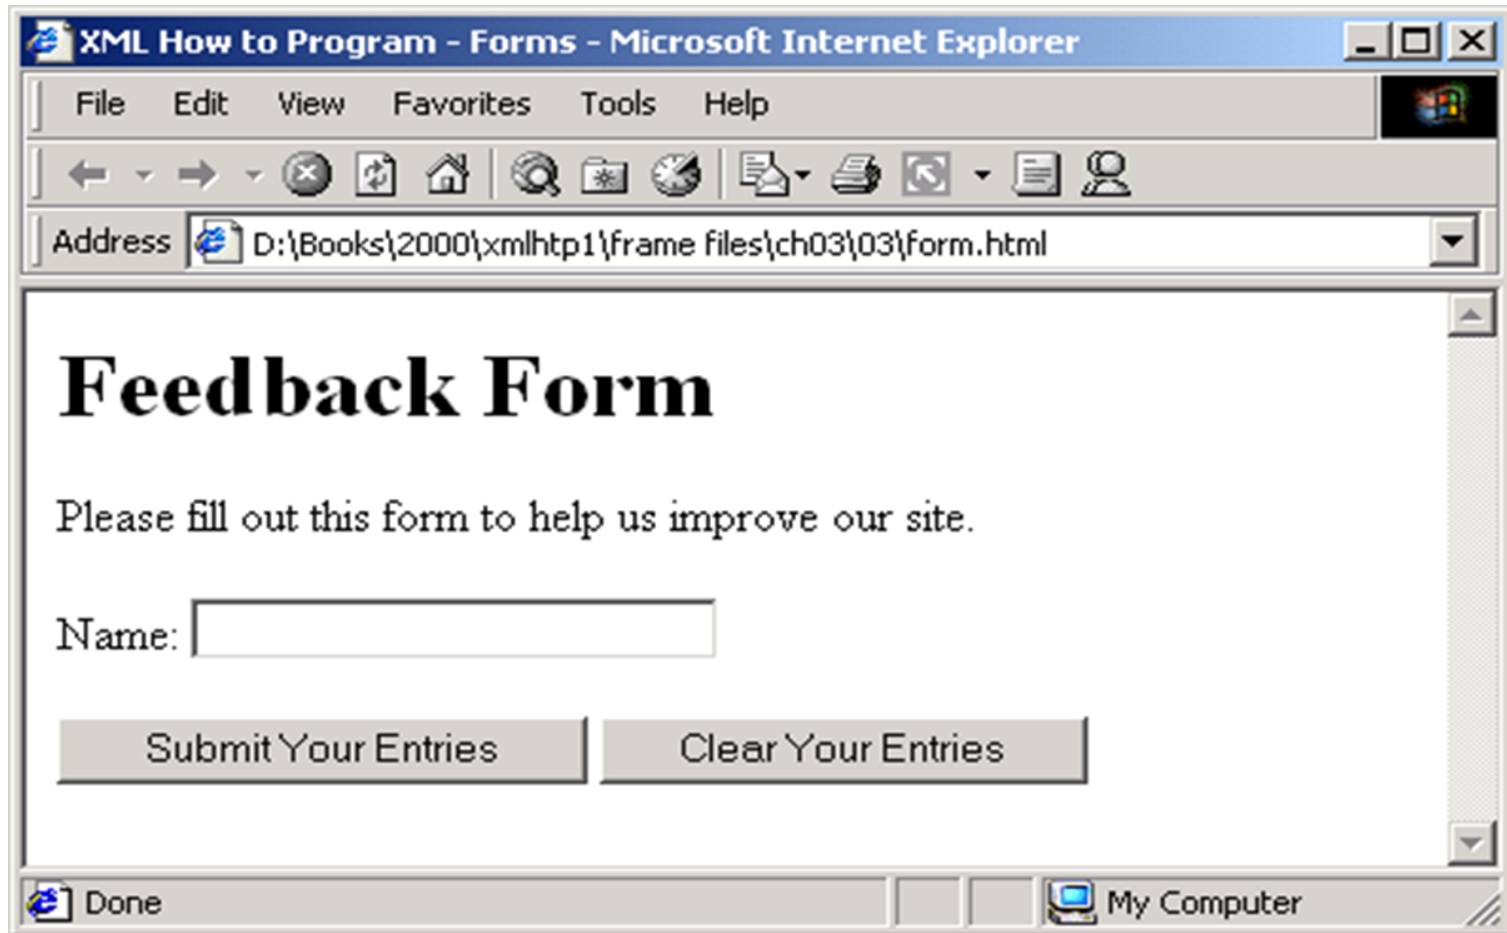 XML How to Program - Forms - Microsoft Internet Explorer
File Edit View Favorites Tools Help
Address D:\Books\2000\xmlhtp1\frame files\ch03\03\form.html
Feedback Form
Please fill out this form to help us improve our site.
Name:
Submit Your Entries Clear Your Entries
Done My Computer